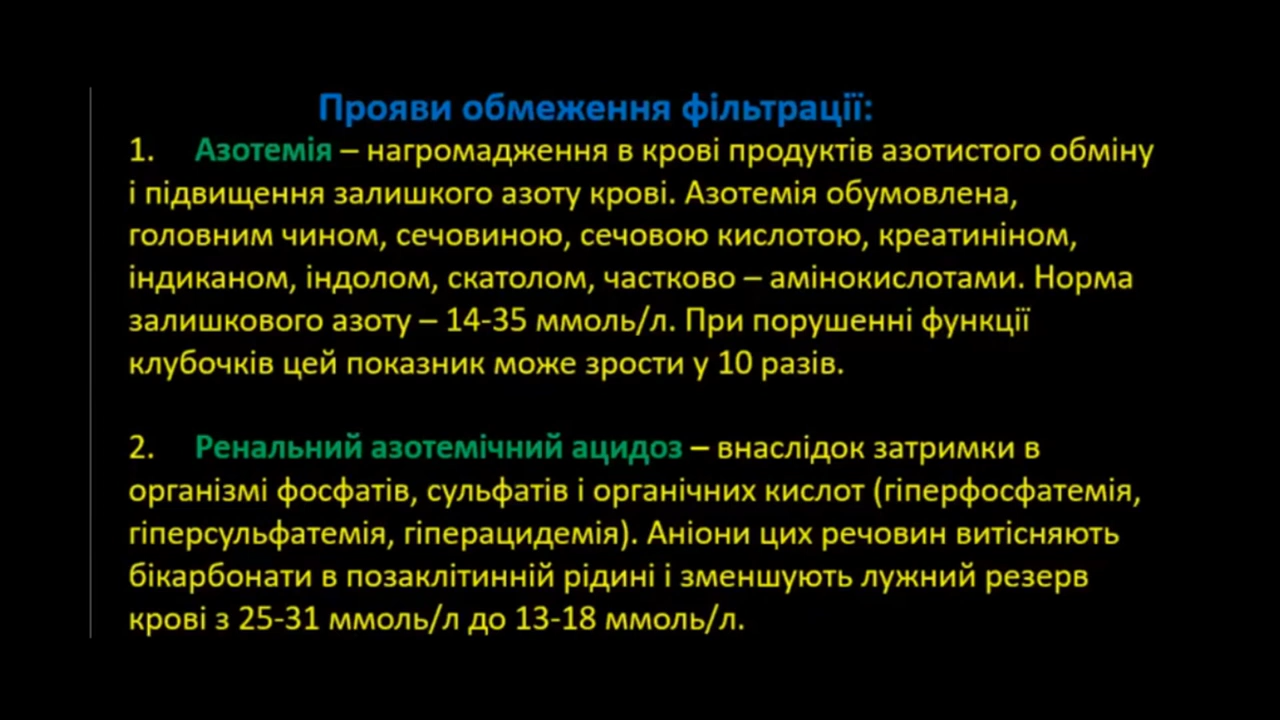 Прояви обмеження фільтрації:
1. Азотемія – нагромадження в крові продуктів азотистого обміну
і підвищення залишкого азоту крові. Азотемія обумовлена,
головним чином, сечовиною, сечовою кислотою, креатиніном,
індиканом, індолом, скатолом, частково – амінокислотами. Норма
залишкового азоту – 14-35 ммоль/л. При порушенні функції
клубочків цей показник може зрости у 10 разів.
2. Ренальний азотемічний ацидоз – внаслідок затримки в
організмі фосфатів, сульфатів і органічних кислот (гіперфосфатемія,
гіперсульфатемія, гіперацидемія). Аніони цих речовин витісняють
бікарбонати в позаклітинній рідині і зменшують лужний резерв
крові з 25-31 ммоль/л до 13-18 ммоль/л.